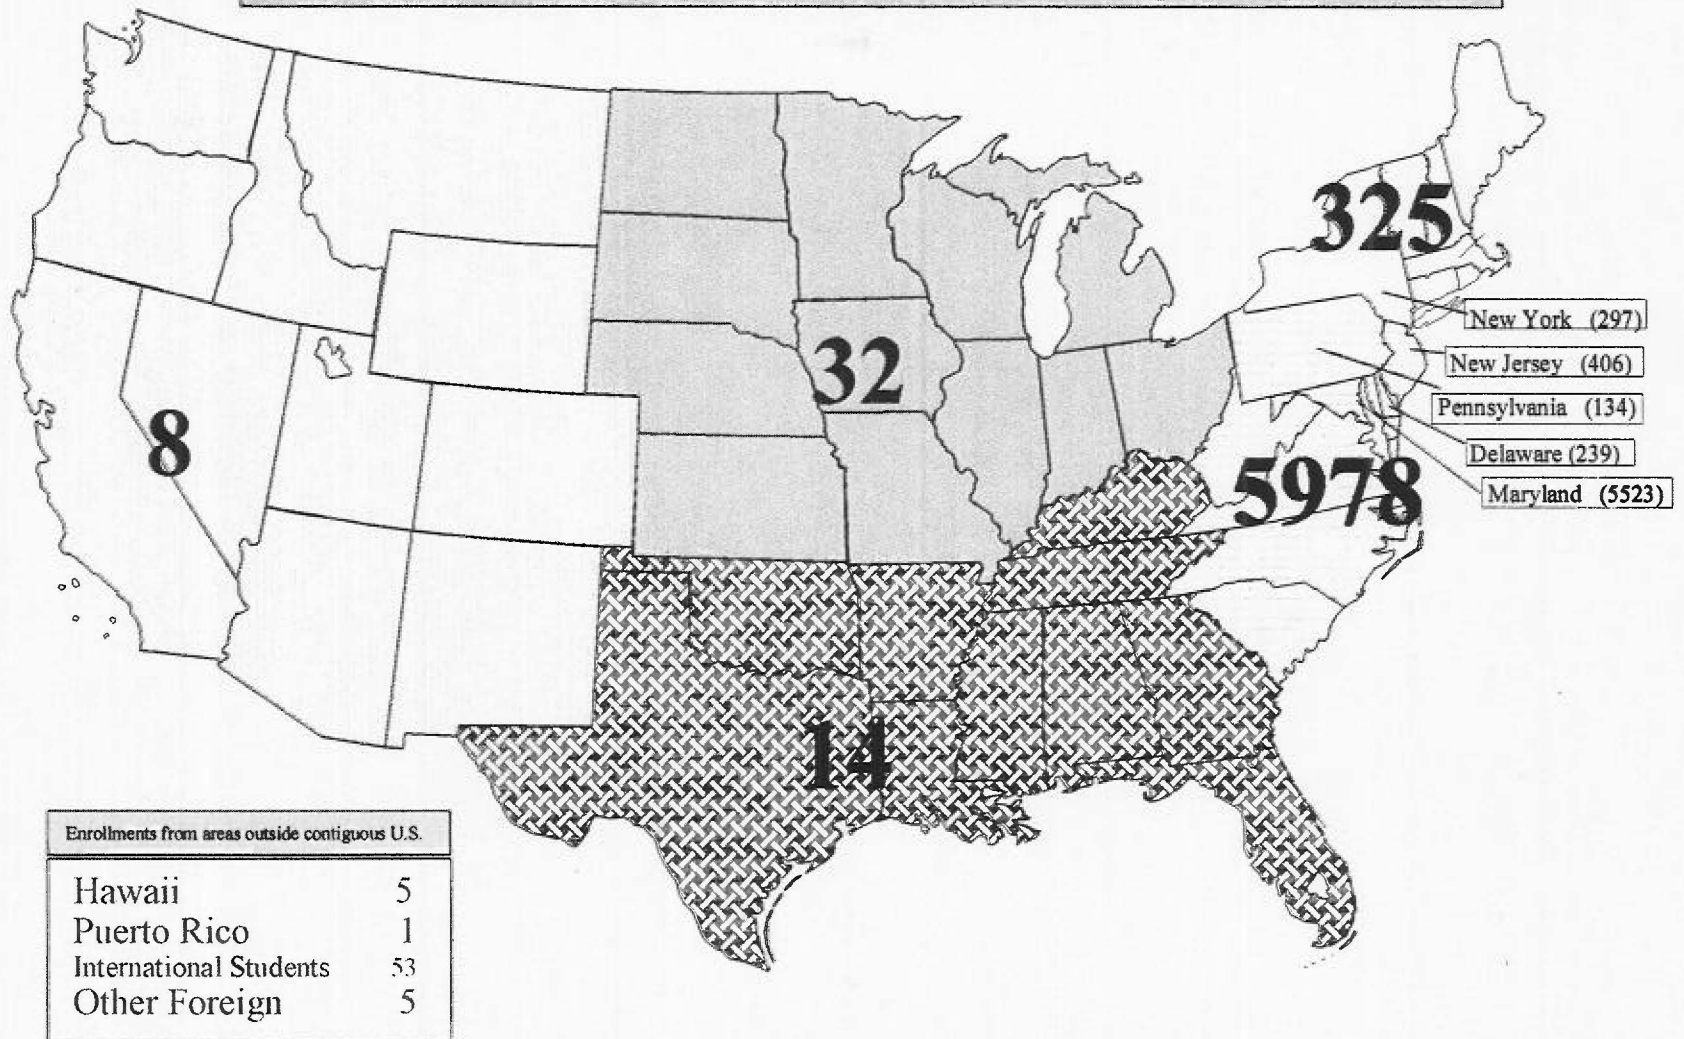 325
New York (297)
New Jersey (406)
32
Pennsylvania (134)
8
Delaware (239)
5978
Maryland (5523)
14
Enrollments from areas outside contiguous U.S.
Hawaii 5
Puerto Rico 1
International Students 53
Other Foreign 5